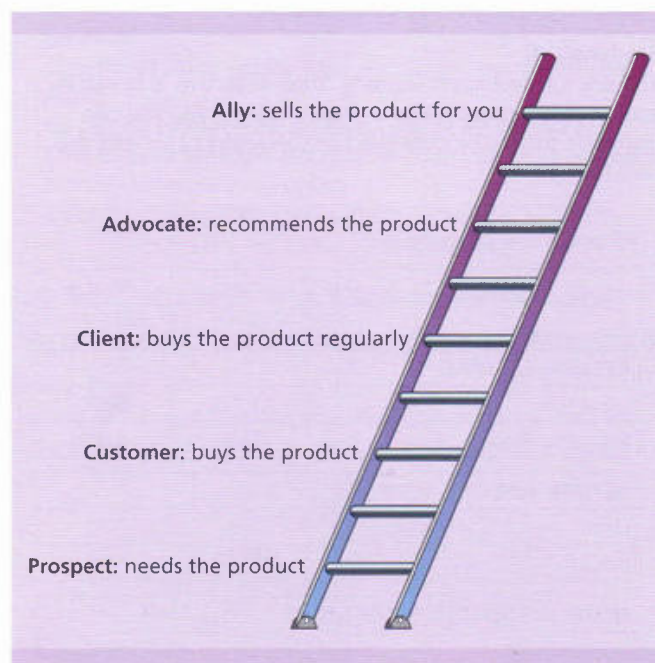 Ally: sells the product for you
Advocate: recommends the product
Client: buys the product regularly
Customer: buys the product
Prospect: needs the product